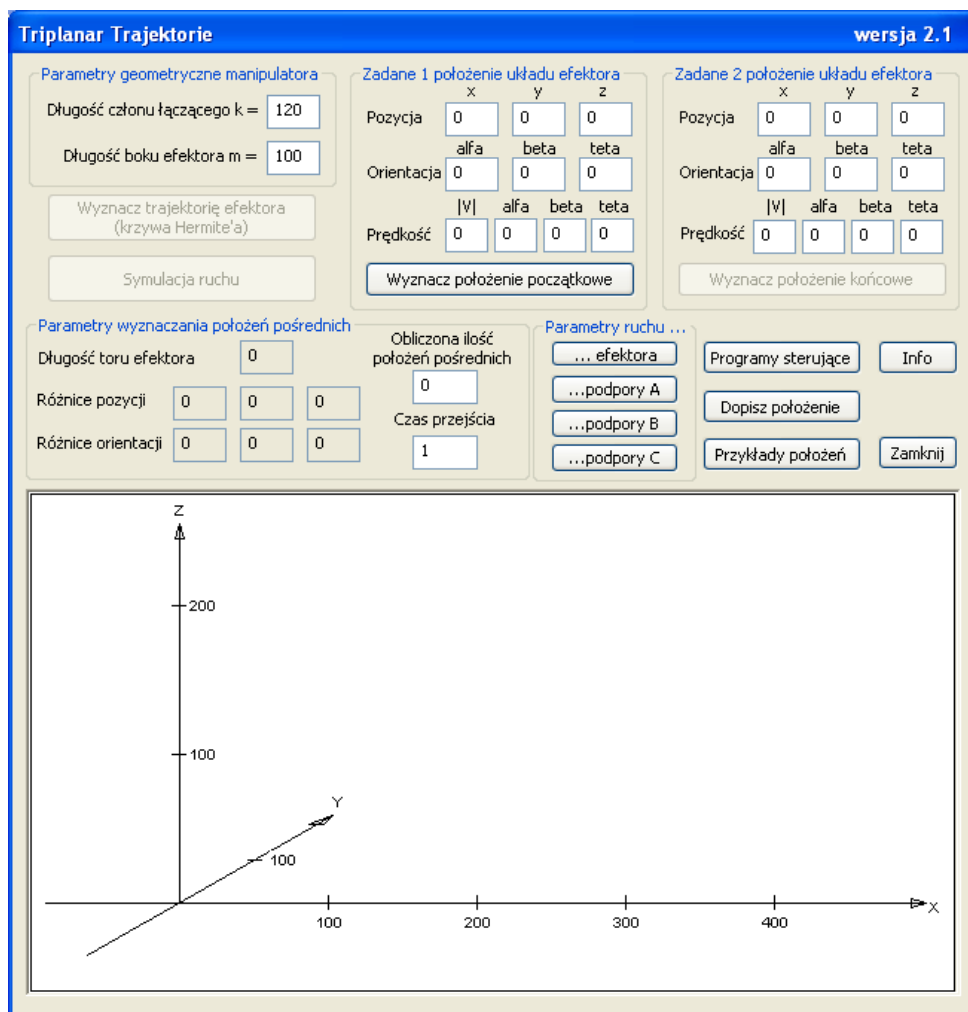 Triplanar Trajektorie wersja 2.1
Parametry geometryczne manipulatora
Długość członu łączącego k = 120
Długość boku efektora m = 100
Wyznacz trajektorię efektora
(krzywa Hermite'a)
Symulacja ruchu
Zadane 1 położenie układu efektora
x y z
Pozycja 0 0 0
alfa beta teta
Orientacja 0 0 0
|V| alfa beta teta
Prędkość 0 0 0 0
Wyznacz położenie początkowe
Zadane 2 położenie układu efektora
x y z
Pozycja 0 0 0
alfa beta teta
Orientacja 0 0 0
|V| alfa beta teta
Prędkość 0 0 0 0
Wyznacz położenie końcowe
Parametry wyznaczania położeń pośrednich
Długość toru efektora 0
Różnice pozycji 0 0 0
Różnice orientacji 0 0 0
Obliczona ilość
położeń pośrednich
0
Czas przejścia
1
Parametry ruchu ...
... efektora
...podpory A
...podpory B
...podpory C
Programy sterujące
Info
Dopisz położenie
Przykłady położeń
Zamknij
Z
200
100
Y
100
X
100 200 300 400